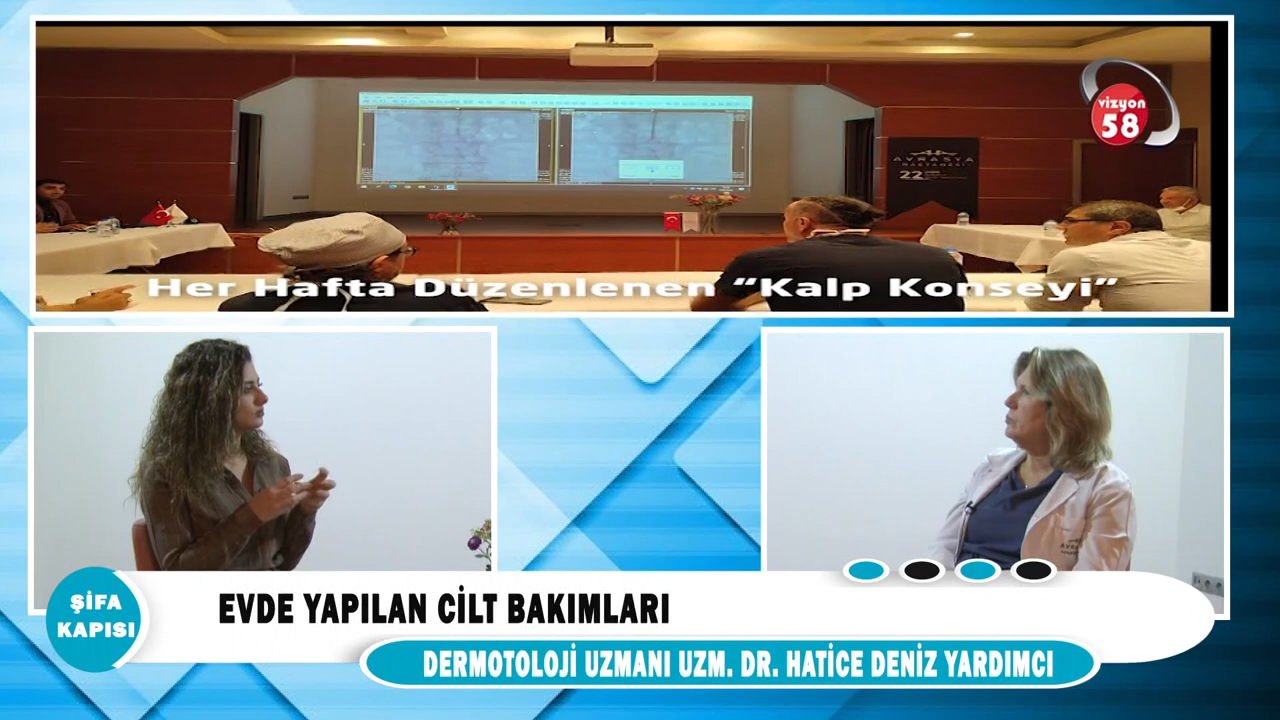 vizyon
58
AVRASYA
HASTANESİ
22
Her Hafta Düzenlenen “Kalp Konseyi”
ŞİFA
KAPISI
EVDE YAPILAN CİLT BAKIMLARI
DERMOTOLOJİ UZMANI UZM. DR. HATİCE DENİZ YARDIMCI